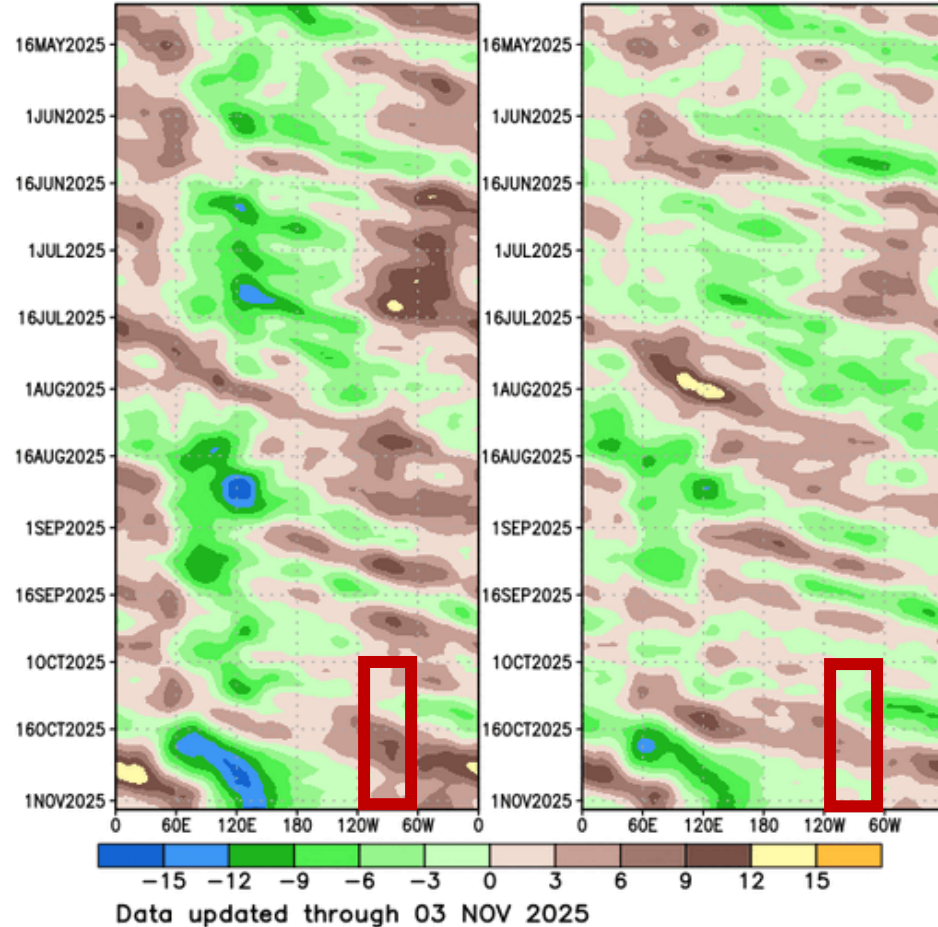 16MAY2025
1JUN2025
16JUN2025
1JUL2025
16JUL2025
1AUG2025
16AUG2025
1SEP2025
16SEP2025
1OCT2025
16OCT2025
1NOV2025
0 60E 120E 180 120W 60W 0
16MAY2025
1JUN2025
16JUN2025
1JUL2025
16JUL2025
1AUG2025
16AUG2025
1SEP2025
16SEP2025
1OCT2025
16OCT2025
1NOV2025
0 60E 120E 180 120W 60W
-15 -12 -9 -6 -3 0 3 6 9 12 15
Data updated through 03 NOV 2025